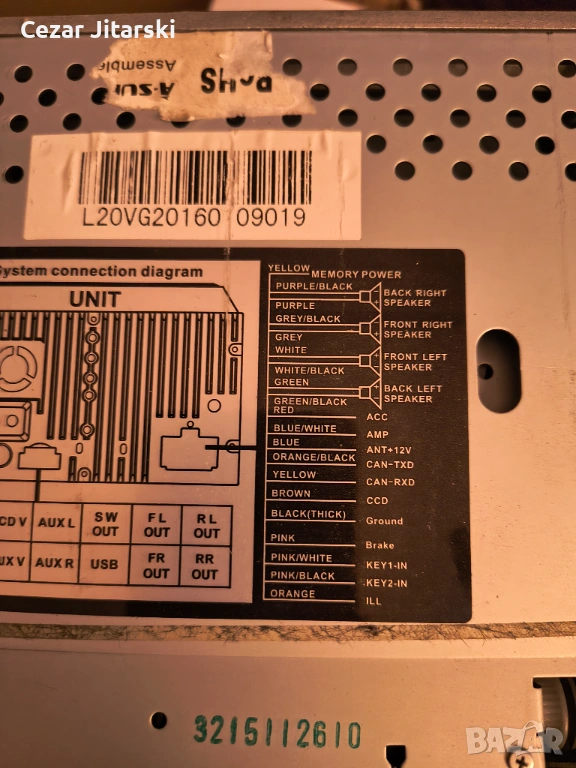 Cezar Jitarski
Assemble
L20VG20160 09019
System connection diagram
UNIT
YELLOW MEMORY POWER
PURPLE/BLACK
BACK RIGHT
SPEAKER
PURPLE
GREY/BLACK
FRONT RIGHT
SPEAKER
GREY
WHITE
FRONT LEFT
SPEAKER
WHITE/BLACK
GREEN
BACK LEFT
SPEAKER
GREEN/BLACK
RED ACC
BLUE/WHITE AMP
BLUE ANT+12V
ORANGE/BLACK CAN-TXD
YELLOW CAN-RXD
BROWN CCD
BLACK(THICK) Ground
PINK Brake
PINK/WHITE KEY1-IN
PINK/BLACK KEY2-IN
ORANGE ILL
CD V AUX L SW OUT FL OUT RL OUT
UX V AUX R USB FR OUT RR OUT
3215112610
BAZAR